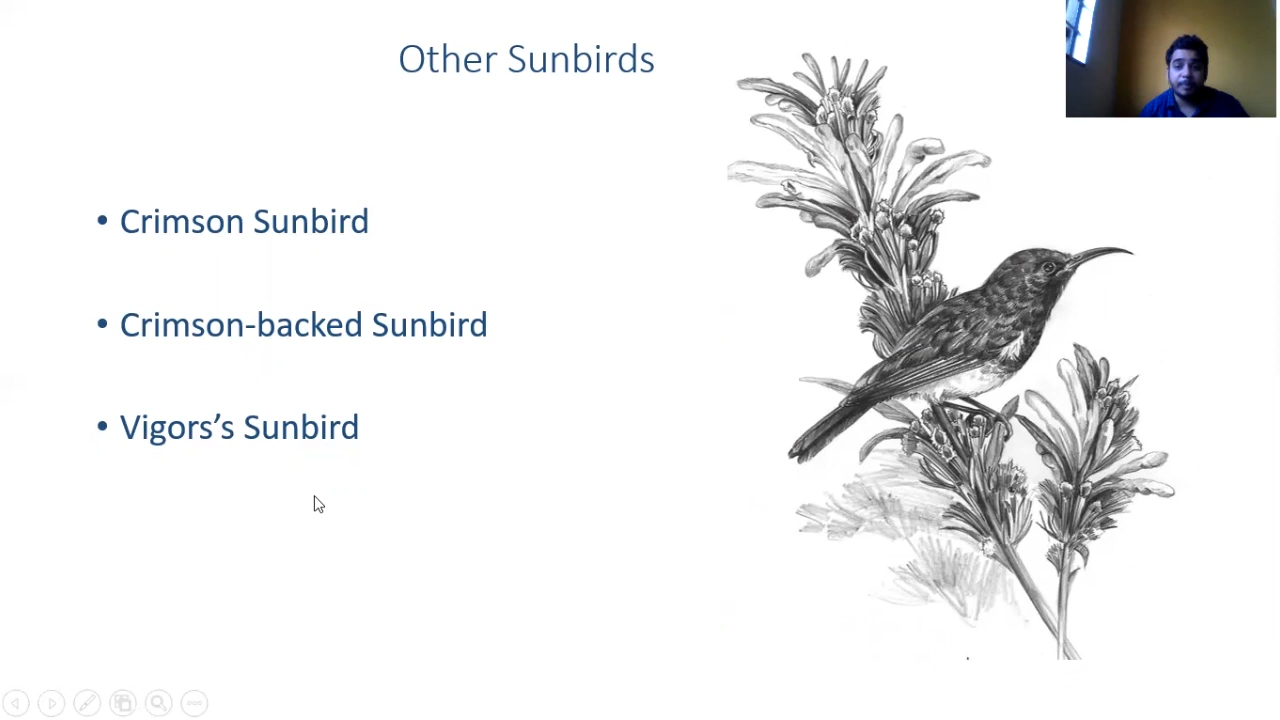 Other Sunbirds
• Crimson Sunbird
• Crimson-backed Sunbird
• Vigors’s Sunbird